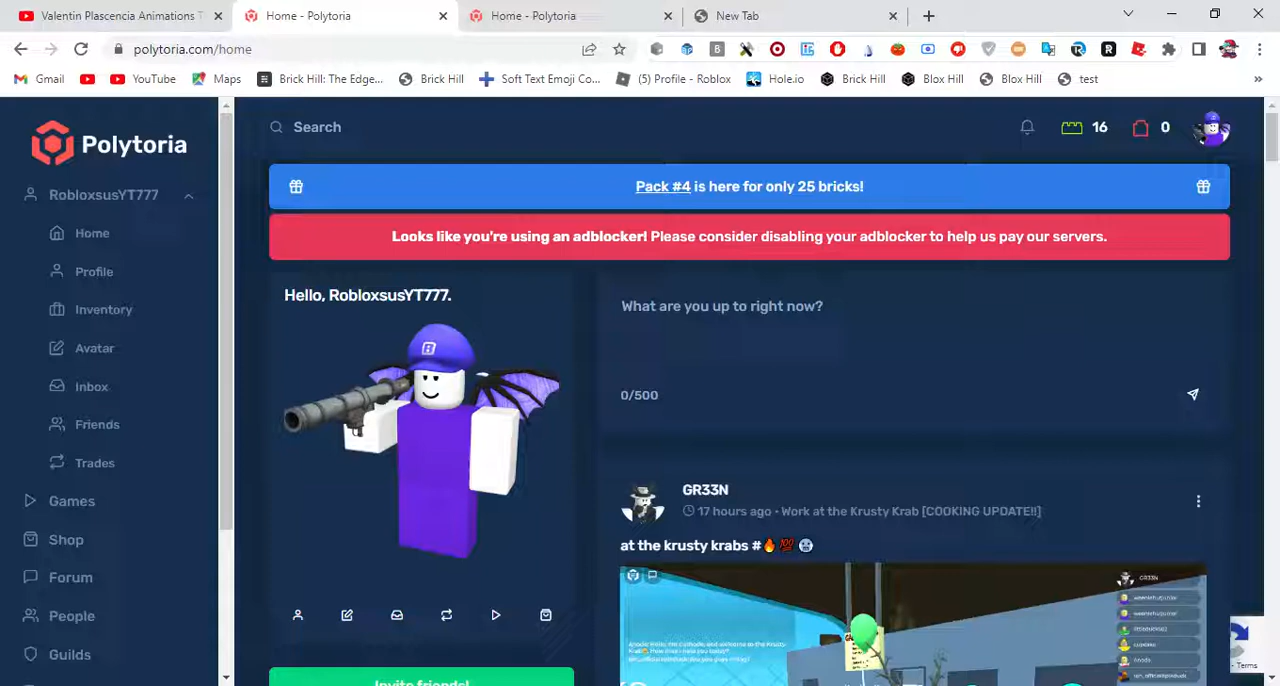 Valentin Plascencia Animations T
Home - Polytoria
Home - Polytoria
New Tab
polytoria.com/home
Gmail
YouTube
Maps
Brick Hill: The Edge...
Brick Hill
Soft Text Emoji Co...
(5) Profile - Roblox
Hole.io
Brick Hill
Blox Hill
Blox Hill
test
»
Polytoria
Search
16
0
RobloxsusYT777
Home
Profile
Inventory
Avatar
Inbox
Friends
Trades
Games
Shop
Forum
People
Guilds
Pack #4 is here for only 25 bricks!
Looks like you're using an adblocker! Please consider disabling your adblocker to help us pay our servers.
Hello, RobloxsusYT777.
What are you up to right now?
0/500
GR33N
17 hours ago · Work at the Krusty Krab [COOKING UPDATE!!]
at the krusty krabs #🔥💯🥶
GR33N
Invite friends!
- Terms